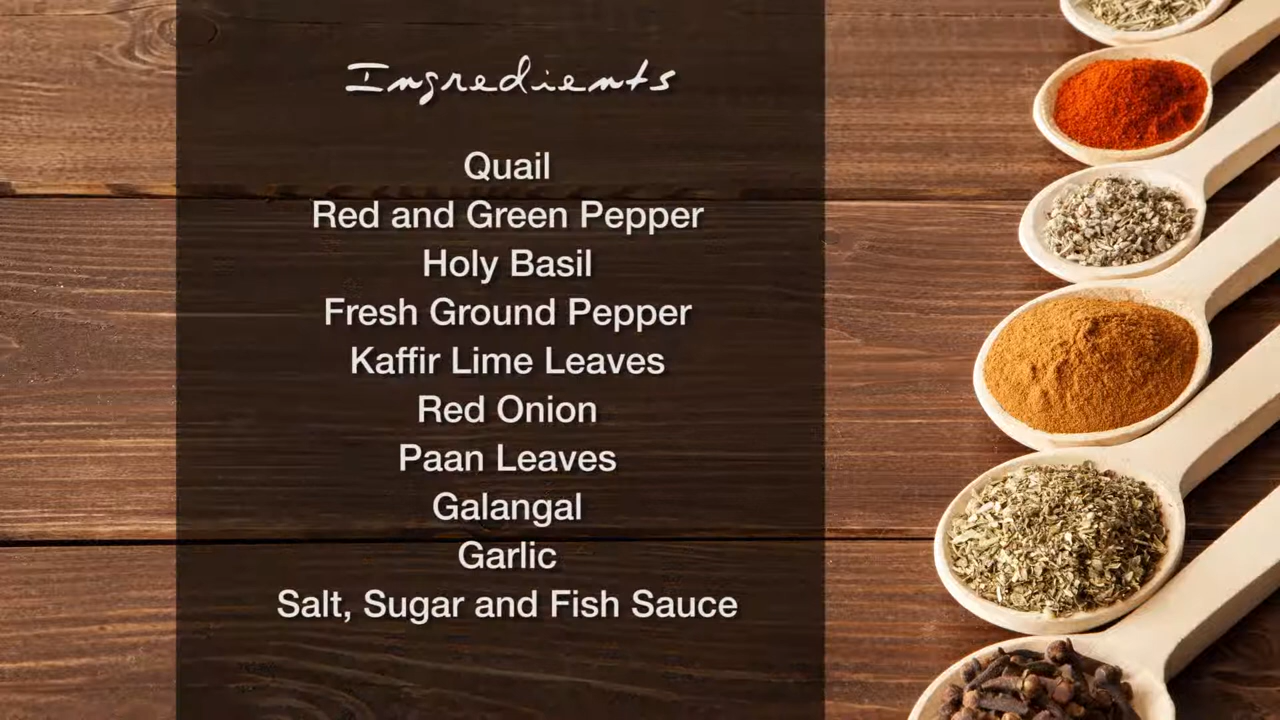 Ingredients
Quail
Red and Green Pepper
Holy Basil
Fresh Ground Pepper
Kaffir Lime Leaves
Red Onion
Paan Leaves
Galangal
Garlic
Salt, Sugar and Fish Sauce